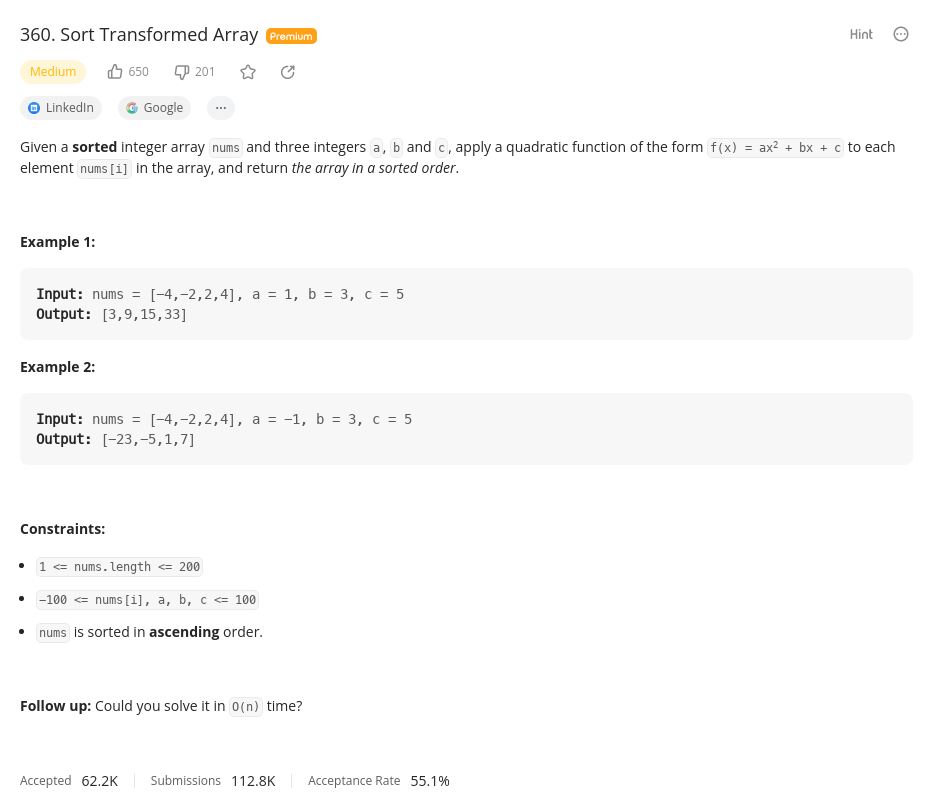 360. Sort Transformed Array Premium Hint
Medium 650 201
LinkedIn Google ...
Given a sorted integer array nums and three integers a, b and c, apply a quadratic function of the form f(x) = ax² + bx + c to each
element nums[i] in the array, and return the array in a sorted order.
Example 1:
Input: nums = [−4,−2,2,4], a = 1, b = 3, c = 5
Output: [3,9,15,33]
Example 2:
Input: nums = [−4,−2,2,4], a = −1, b = 3, c = 5
Output: [−23,−5,1,7]
Constraints:
• 1 <= nums.length <= 200
• −100 <= nums[i], a, b, c <= 100
• nums is sorted in ascending order.
Follow up: Could you solve it in O(n) time?
Accepted 62.2K Submissions 112.8K Acceptance Rate 55.1%